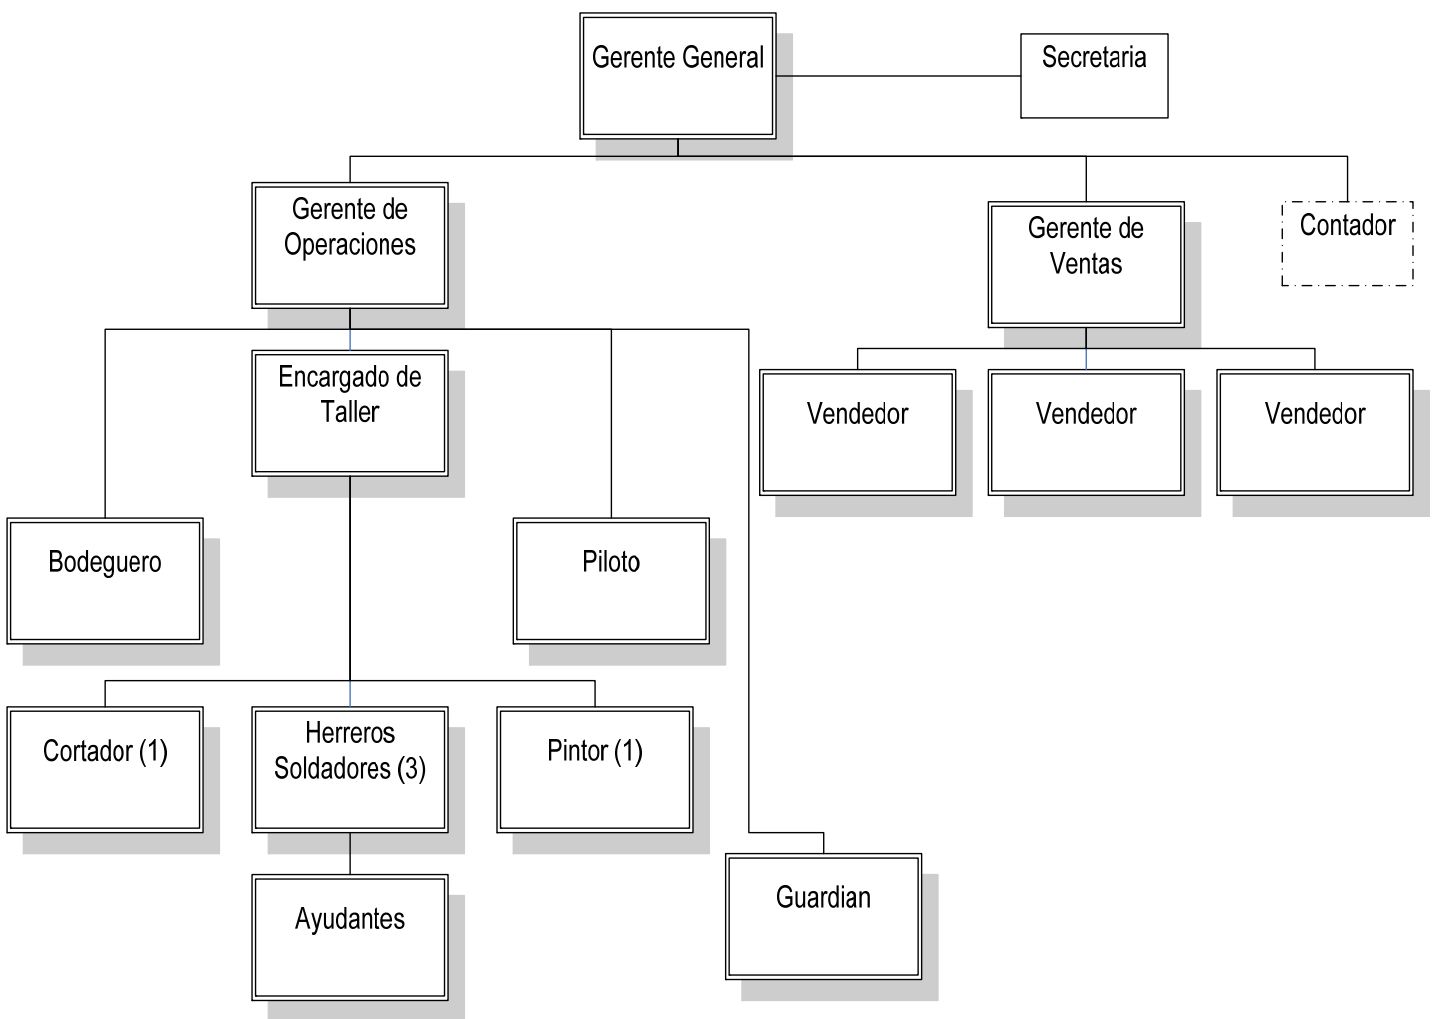 Gerente General
Secretaria
Gerente de
Operaciones
Gerente de
Ventas
Contador
Encargado de
Taller
Vendedor
Vendedor
Vendedor
Bodeguero
Piloto
Cortador (1)
Herreros
Soldadores (3)
Pintor (1)
Guardian
Ayudantes